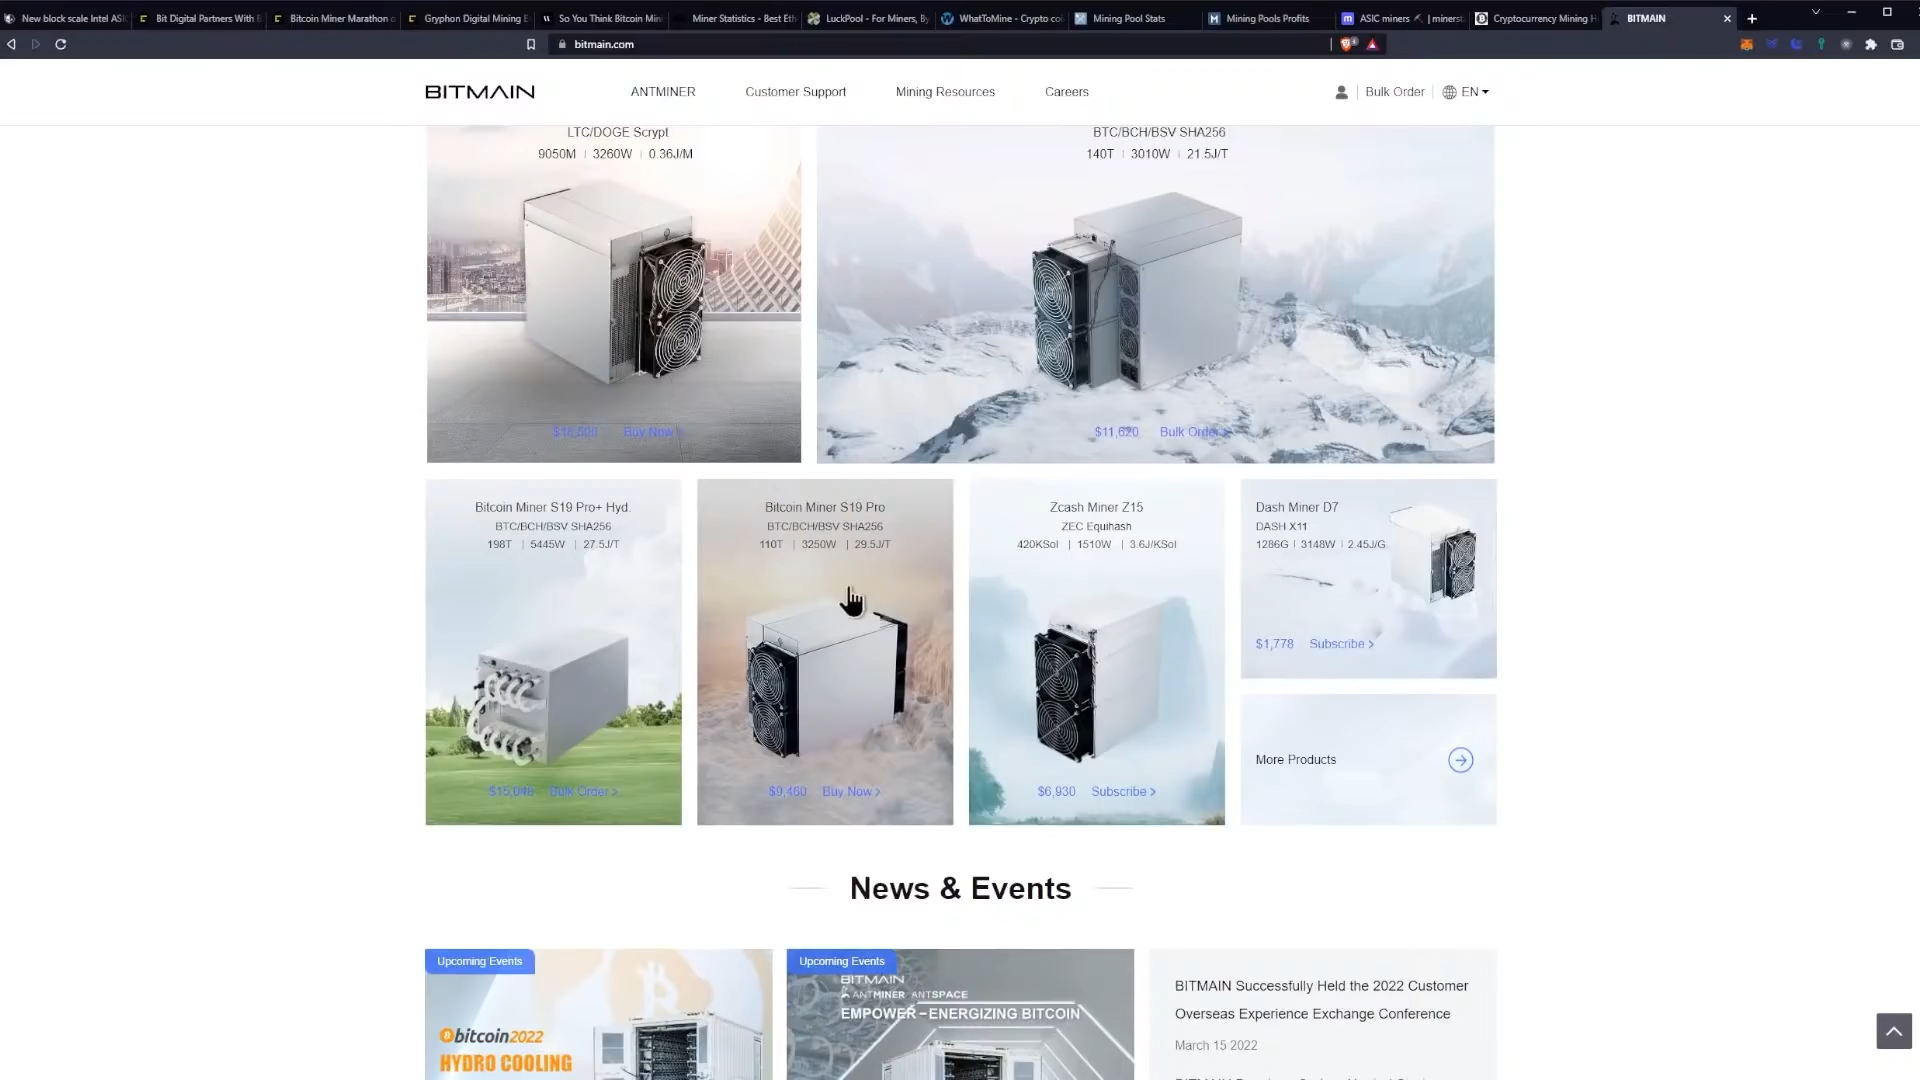 New block scale Intel ASI
Bit Digital Partners With
Bitcoin Miner Marathon
Gryphon Digital Mining
So You Think Bitcoin Min
Miner Statistics - Best Eth
LuckPool - For Miners, By
WhatToMine - Crypto coi
Mining Pool Stats
Mining Pools Profits
ASIC miners ⛏ | minerst
Cryptocurrency Mining H
BITMAIN
bitmain.com
BITMAIN
ANTMINER
Customer Support
Mining Resources
Careers
Bulk Order
EN
LTC/DOGE Scrypt
9050M | 3260W | 0.36J/M
Buy Now >
BTC/BCH/BSV SHA256
140T | 3010W | 21.5J/T
$11,620 Bulk Order >
Bitcoin Miner S19 Pro+ Hyd.
BTC/BCH/BSV SHA256
198T | 5445W | 27.5J/T
Bulk Order >
Bitcoin Miner S19 Pro
BTC/BCH/BSV SHA256
110T | 3250W | 29.5J/T
$9,460 Buy Now >
Zcash Miner Z15
ZEC Equihash
420KSol | 1510W | 3.6J/KSol
$6,930 Subscribe >
Dash Miner D7
DASH X11
1286G | 3148W | 2.45J/G
$1,778 Subscribe >
More Products
News & Events
Upcoming Events
bitcoin2022
HYDRO COOLING
Upcoming Events
BITMAIN
ANTMINER ANTSPACE
EMPOWER-ENERGIZING BITCOIN
BITMAIN Successfully Held the 2022 Customer
Overseas Experience Exchange Conference
March 15 2022